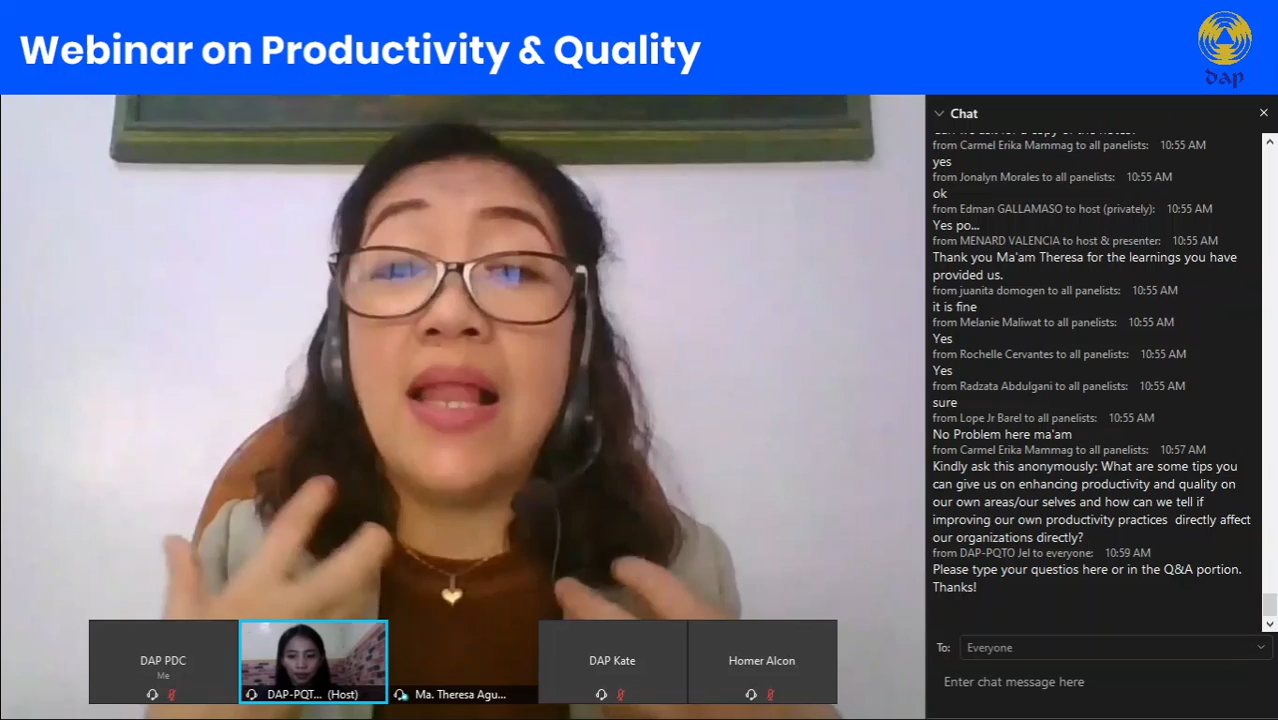 Webinar on Productivity & Quality
dap
Chat
from Carmel Erika Mammag to all panelists: 10:55 AM
yes
from Jonalyn Morales to all panelists: 10:55 AM
ok
from Edman GALLAMASO to host (privately): 10:55 AM
Yes po...
from MENARD VALENCIA to host & presenter: 10:55 AM
Thank you Ma'am Theresa for the learnings you have
provided us.
from juanita domogen to all panelists: 10:55 AM
it is fine
from Melanie Maliwat to all panelists: 10:55 AM
Yes
from Rochelle Cervantes to all panelists: 10:55 AM
Yes
from Radzata Abdulgani to all panelists: 10:55 AM
sure
from Lope Jr Barel to all panelists: 10:55 AM
No Problem here ma'am
from Carmel Erika Mammag to all panelists: 10:57 AM
Kindly ask this anonymously: What are some tips you
can give us on enhancing productivity and quality on
our own areas/our selves and how can we tell if
improving our own productivity practices directly affect
our organizations directly?
from DAP-PQTO Jel to everyone: 10:59 AM
Please type your questios here or in the Q&A portion.
Thanks!
To: Everyone
Enter chat message here
DAP PDC
Me
DAP-PQT... (Host)
Ma. Theresa Agu...
DAP Kate
Homer Alcon